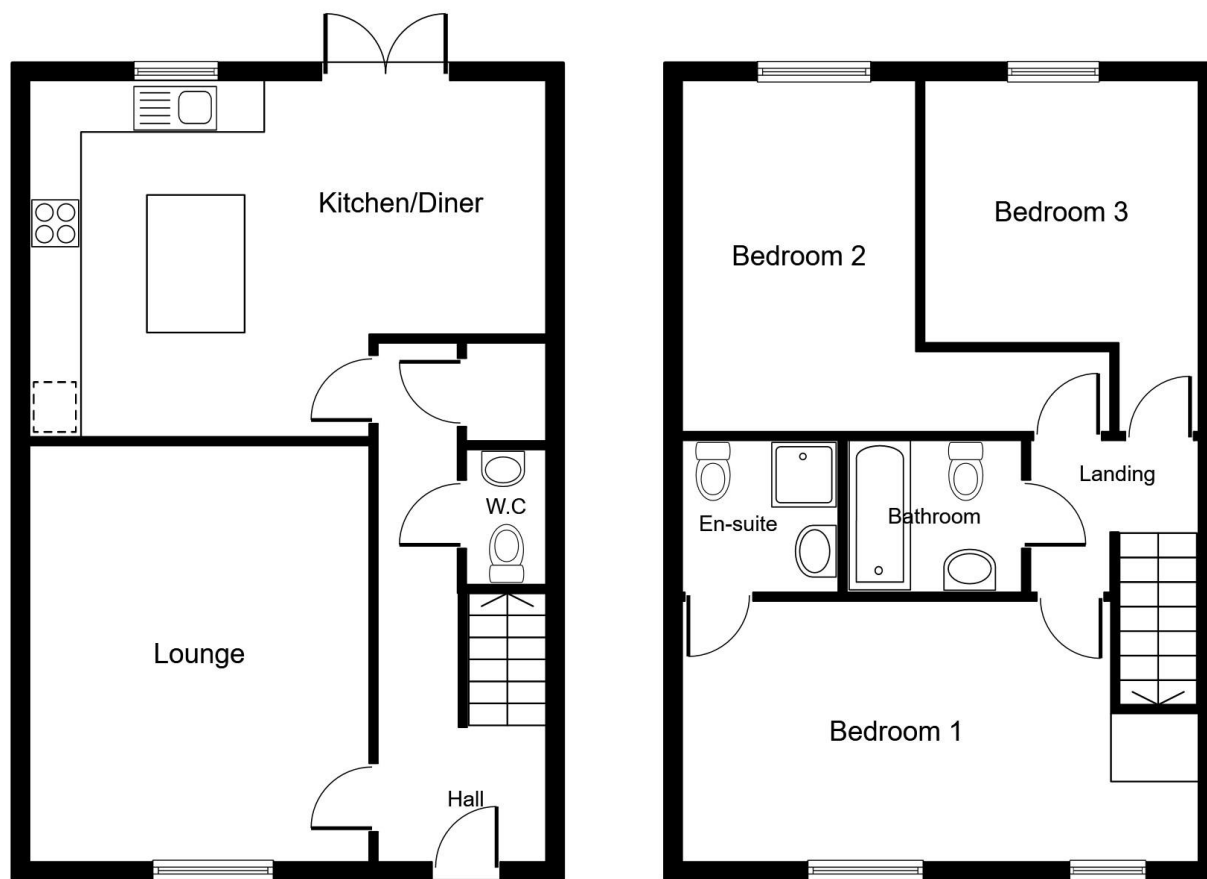 Kitchen/Diner
W.C
Lounge
Hall
Bedroom 2
Bedroom 3
Landing
En-suite
Bathroom
Bedroom 1